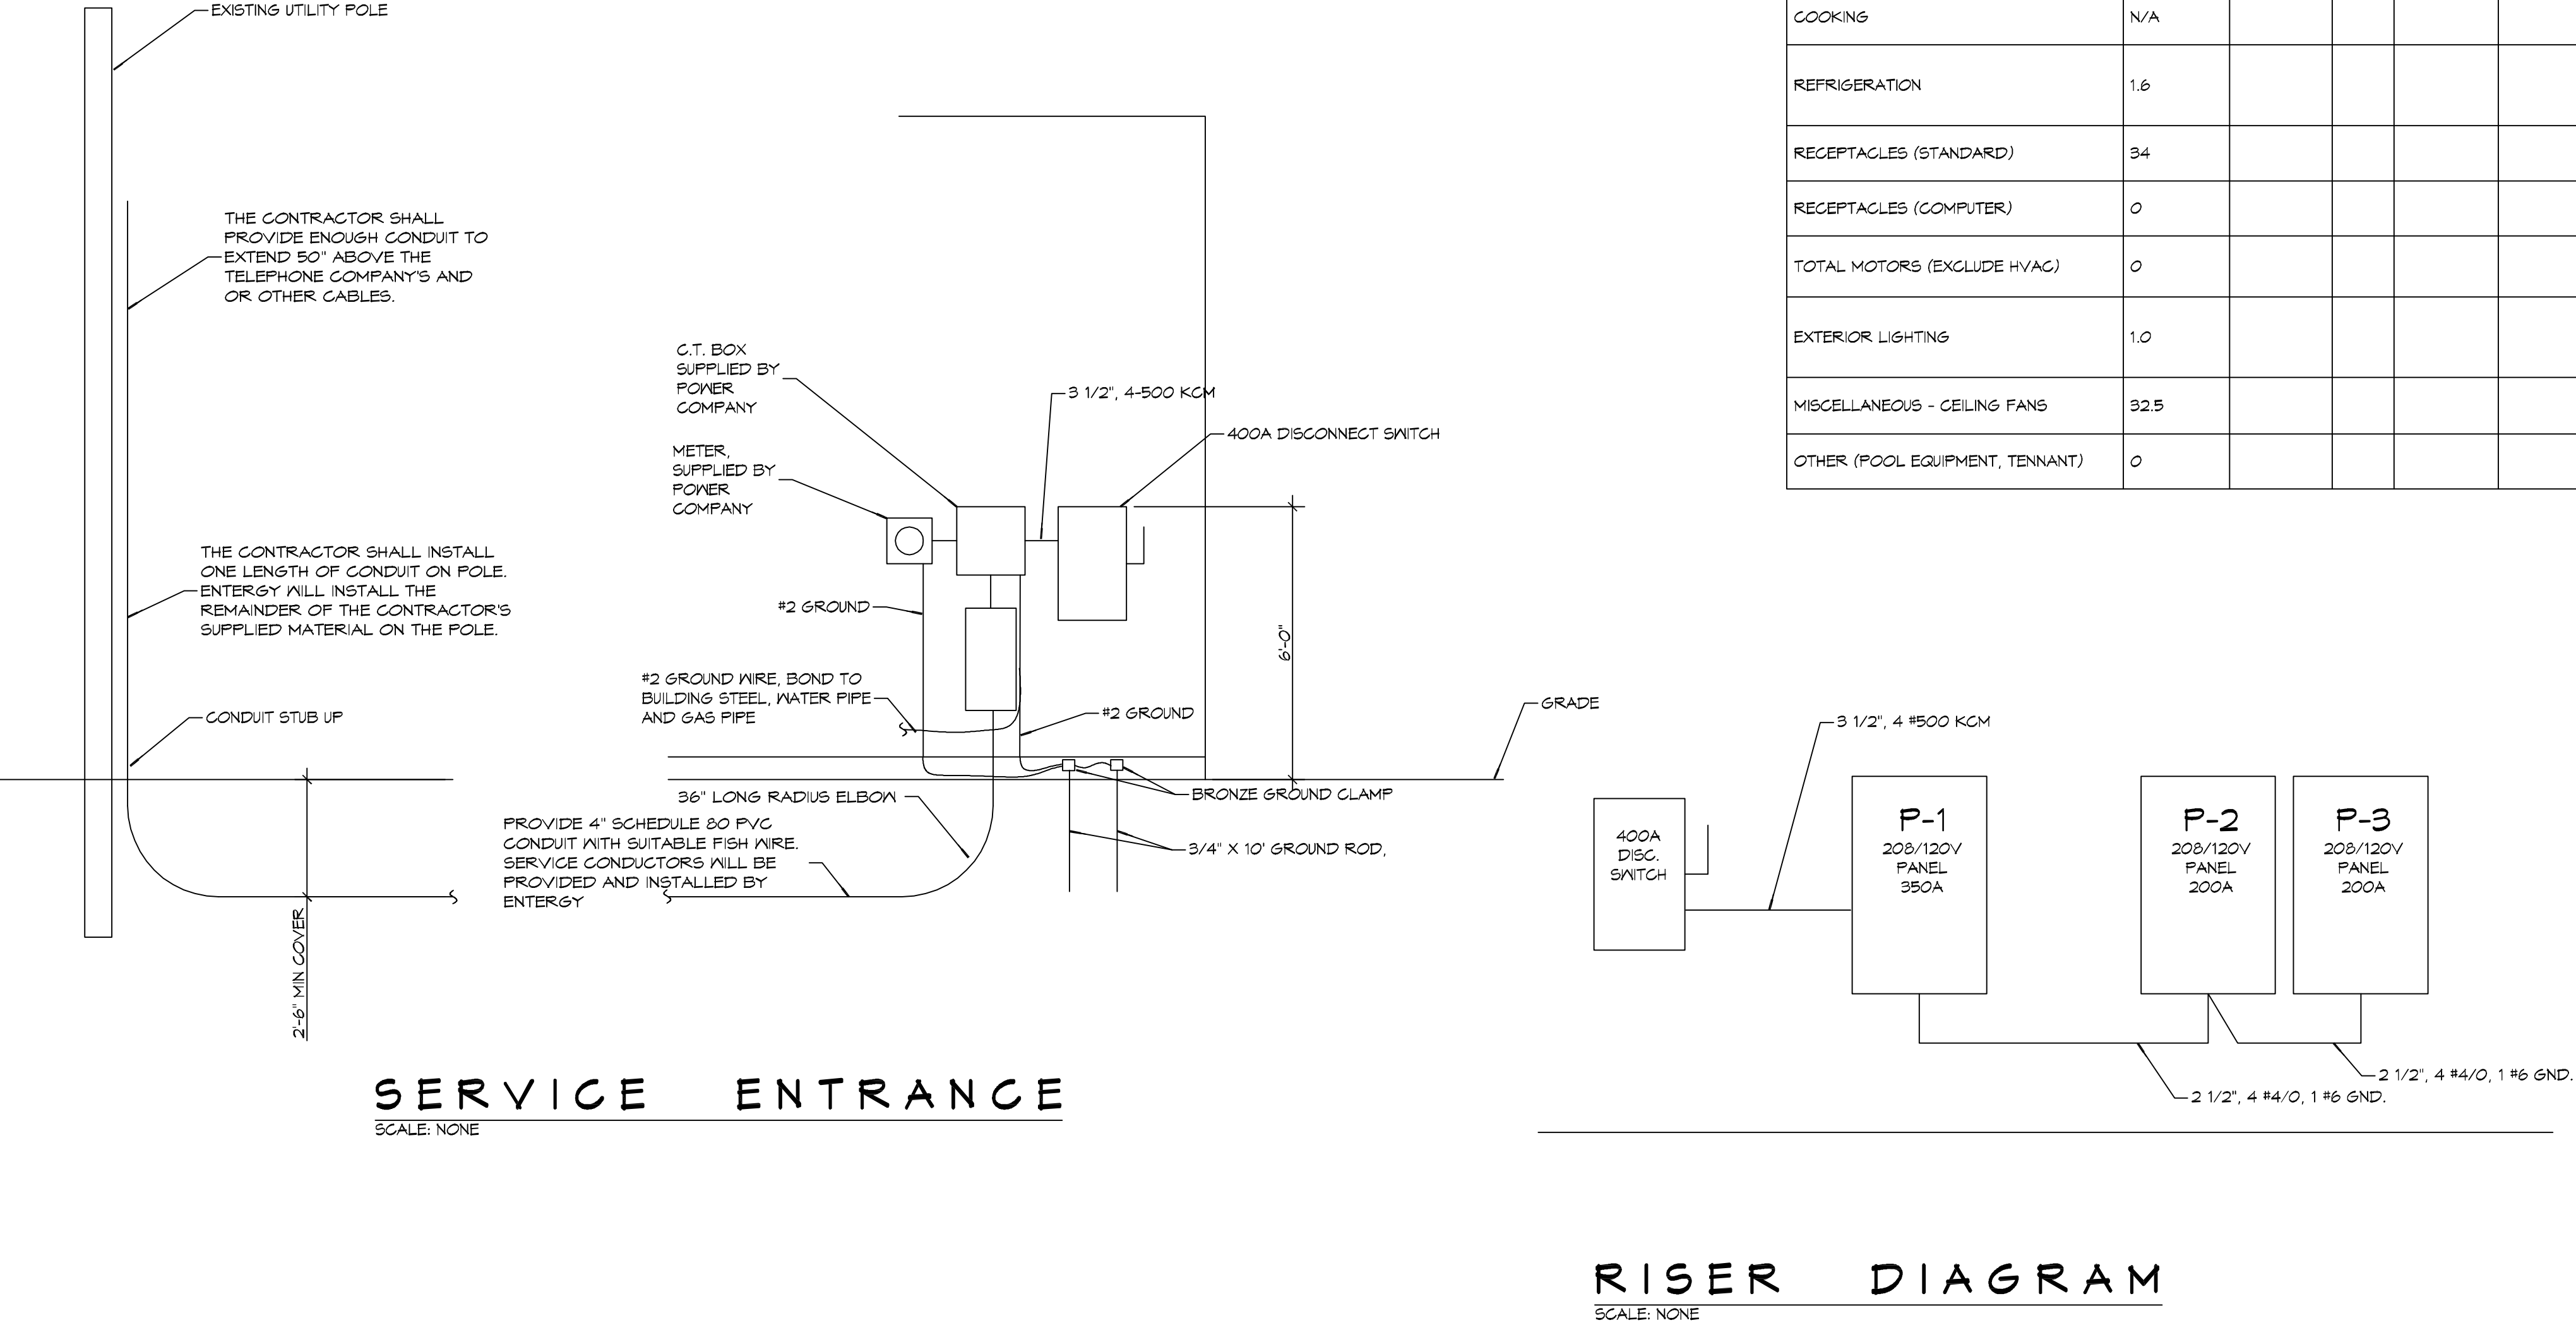 EXISTING UTILITY POLE
THE CONTRACTOR SHALL
PROVIDE ENOUGH CONDUIT TO
EXTEND 50" ABOVE THE
TELEPHONE COMPANY'S AND
OR OTHER CABLES.
THE CONTRACTOR SHALL INSTALL
ONE LENGTH OF CONDUIT ON POLE.
ENTERGY WILL INSTALL THE
REMAINDER OF THE CONTRACTOR'S
SUPPLIED MATERIAL ON THE POLE.
CONDUIT STUB UP
2'-6" MIN COVER
C.T. BOX
SUPPLIED BY
POWER
COMPANY
METER,
SUPPLIED BY
POWER
COMPANY
3 1/2", 4-500 KCM
400A DISCONNECT SWITCH
#2 GROUND
#2 GROUND WIRE, BOND TO
BUILDING STEEL, WATER PIPE
AND GAS PIPE
#2 GROUND
6'-0"
GRADE
36" LONG RADIUS ELBOW
BRONZE GROUND CLAMP
PROVIDE 4" SCHEDULE 80 PVC
CONDUIT WITH SUITABLE FISH WIRE.
SERVICE CONDUCTORS WILL BE
PROVIDED AND INSTALLED BY
ENTERGY
3/4" X 10' GROUND ROD,
SERVICE ENTRANCE
SCALE: NONE
COOKING N/A
REFRIGERATION 1.6
RECEPTACLES (STANDARD) 34
RECEPTACLES (COMPUTER) 0
TOTAL MOTORS (EXCLUDE HVAC) 0
EXTERIOR LIGHTING 1.0
MISCELLANEOUS - CEILING FANS 32.5
OTHER (POOL EQUIPMENT, TENNANT) 0
3 1/2", 4 #500 KCM
400A
DISC.
SWITCH
P-1
208/120V
PANEL
350A
P-2
208/120V
PANEL
200A
P-3
208/120V
PANEL
200A
2 1/2", 4 #4/0, 1 #6 GND.
2 1/2", 4 #4/0, 1 #6 GND.
RISER DIAGRAM
SCALE: NONE